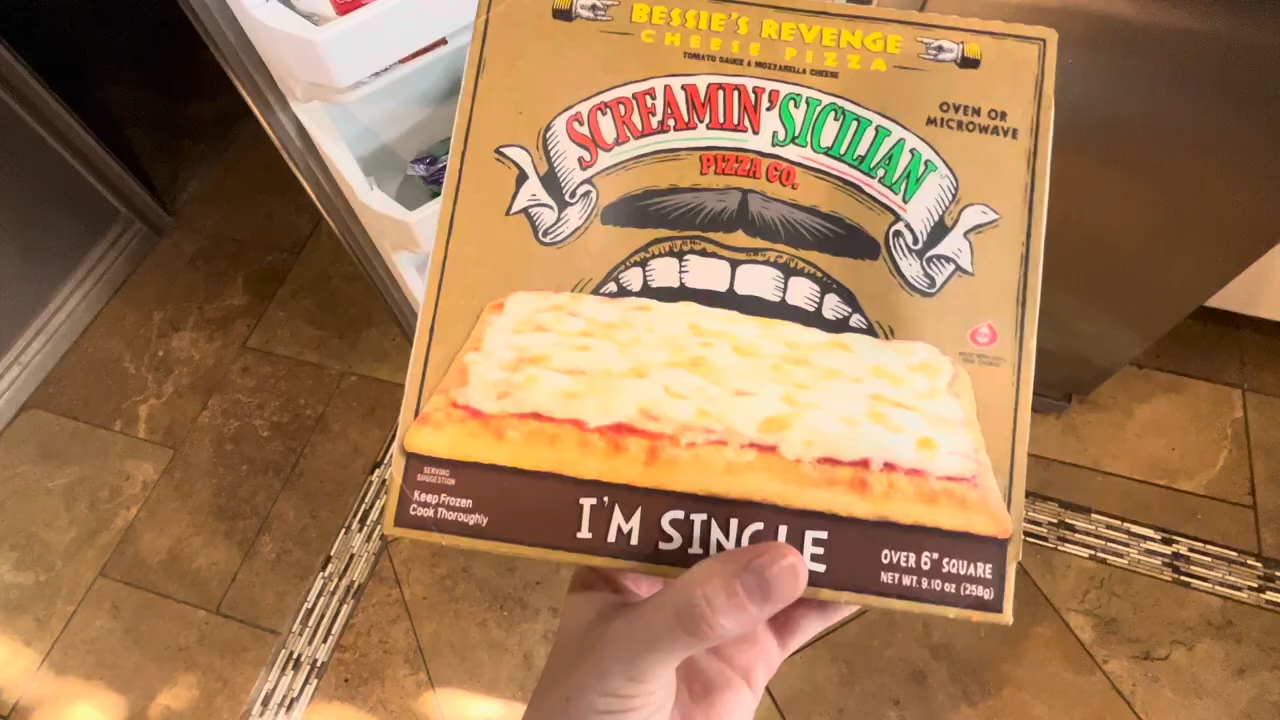 BESSIE'S REVENGE
CHEESE PIZZA
TOMATO SAUCE & MOZZARELLA CHEESE
OVEN OR
MICROWAVE
SCREAMIN' SICILIAN
PIZZA CO.
SERVING
SUGGESTION
Keep Frozen
Cook Thoroughly
I'M SINGLE
OVER 6" SQUARE
NET WT. 9.10 oz (258g)